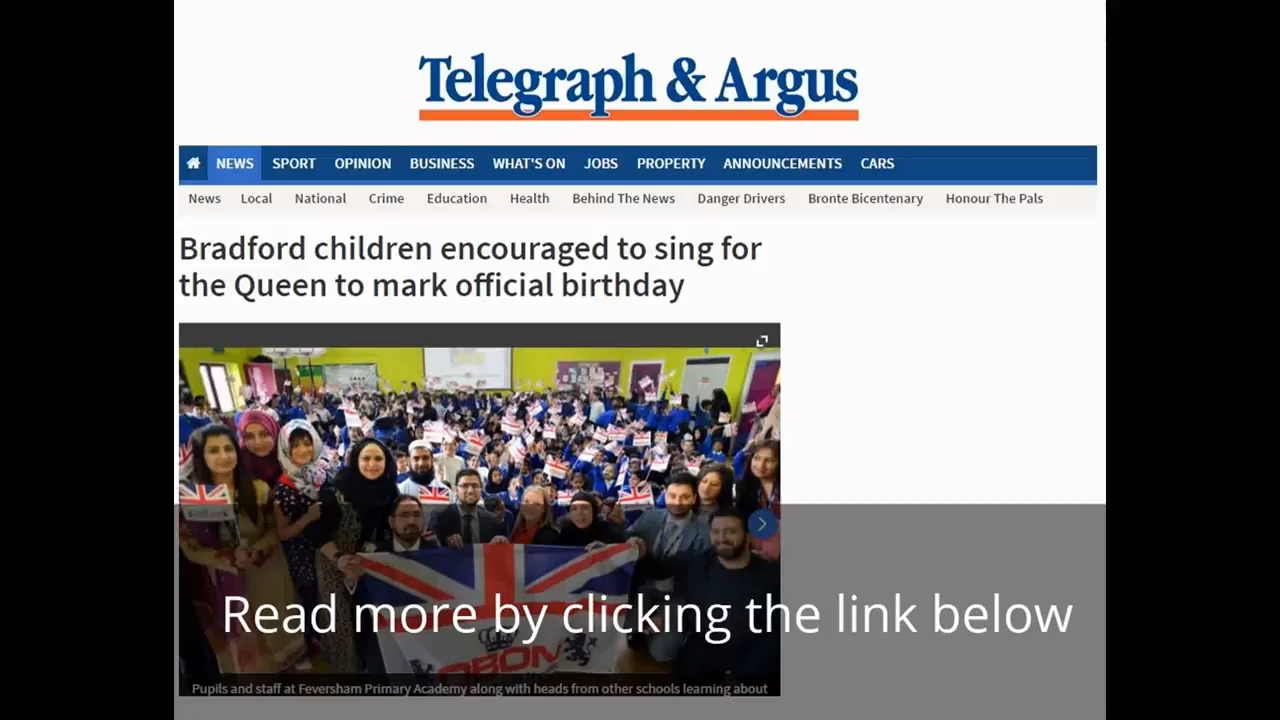 Telegraph & Argus
NEWS SPORT OPINION BUSINESS WHAT'S ON JOBS PROPERTY ANNOUNCEMENTS CARS
News Local National Crime Education Health Behind The News Danger Drivers Bronte Bicentenary Honour The Pals
Bradford children encouraged to sing for
the Queen to mark official birthday
Read more by clicking the link below
OBON
Pupils and staff at Feversham Primary Academy along with heads from other schools learning about